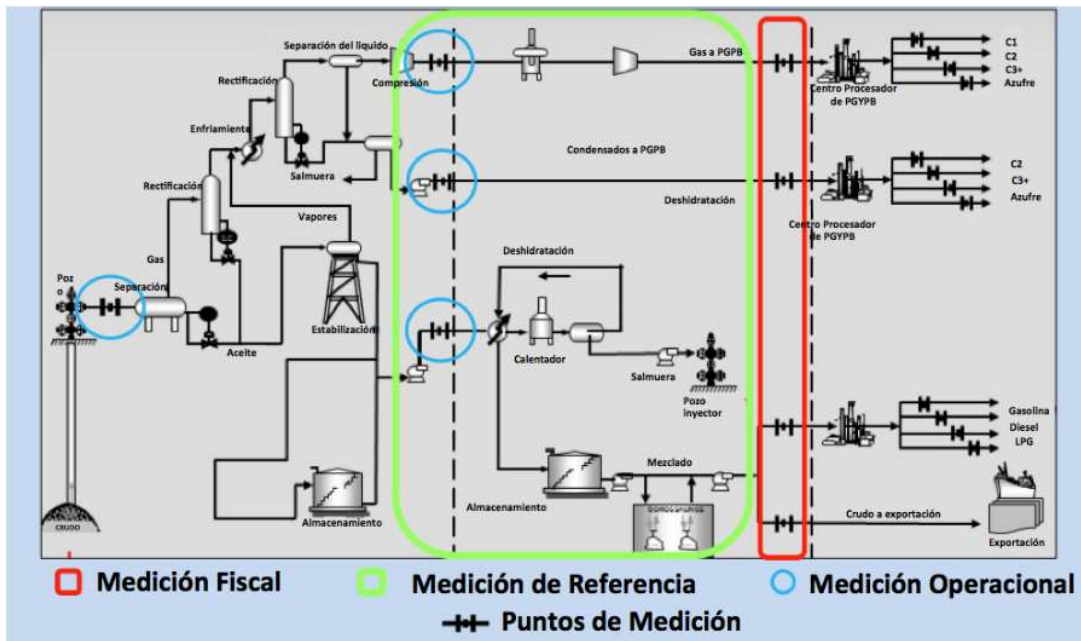 Separación del líquido
Rectificación
Compresión
Gas a PGPB
C1
C2
C3+
Azufre
Centro Procesador
de PGYPB
Enfriamiento
Salmuera
Condensados a PGPB
C2
C3+
Azufre
Rectificación
Deshidratación
Centro Procesador
de PGYPB
Vapores
Gas
Deshidratación
Poz
o
Separación
Estabilización
Aceite
Calentador
Salmuera
Pozo
Inyector
Gasolina
Diesel
LPG
Mezclado
Almacenamiento
Almacenamiento
Crudo a exportación
CRUDO
Exportación
Medición Fiscal
Medición de Referencia
Medición Operacional
Puntos de Medición